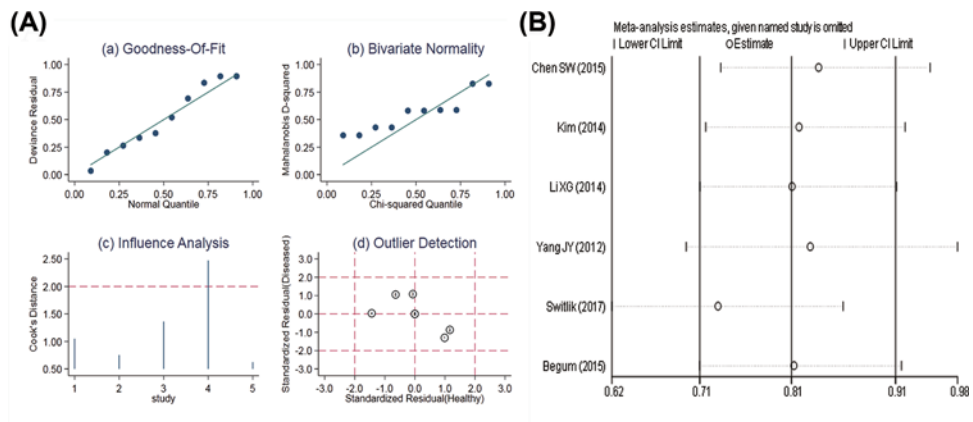 (A)
(a) Goodness-Of-Fit
Deviance Residual
1.00
0.75
0.50
0.25
0.00
0.00 0.25 0.50 0.75 1.00
Normal Quantile
(b) Bivariate Normality
Mahalanobis D-squared
1.00
0.75
0.50
0.25
0.00
0.00 0.25 0.50 0.75 1.00
Chi-squared Quantile
(c) Influence Analysis
Cook's Distance
2.50
2.00
1.50
1.00
0.50
1 2 3 4 5
study
(d) Outlier Detection
Standardized Residual(Diseased)
3.0
2.0
1.0
0.0
-1.0
-2.0
-3.0
-3.0 -2.0 -1.0 0.0 1.0 2.0 3.0
Standardized Residual(Healthy)
(B)
Meta-analysis estimates, given named study is omitted
Lower CI Limit Estimate Upper CI Limit
Chen SW (2015)
Kim (2014)
Li XG (2014)
Yang JY (2012)
Switlik (2017)
Begum (2015)
0.62 0.71 0.81 0.91 0.98